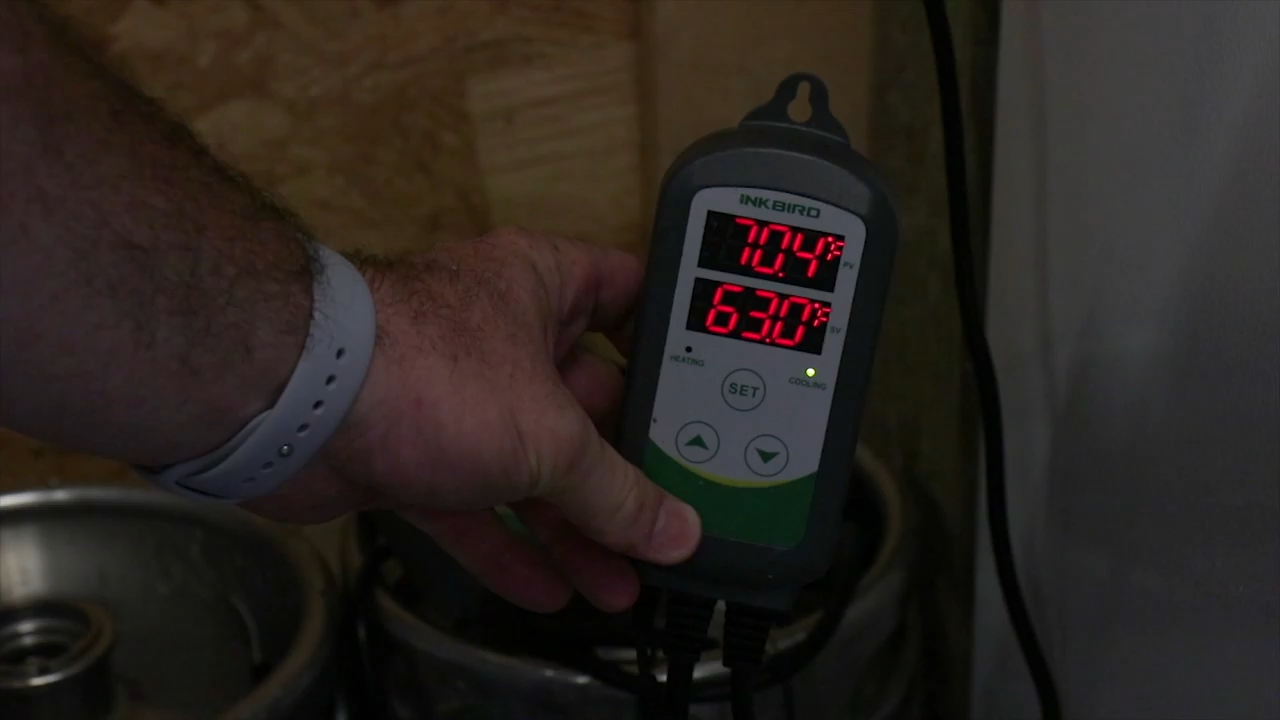 INKBIRD
70.4°F PV
63.0°F SV
HEATING
COOLING
SET